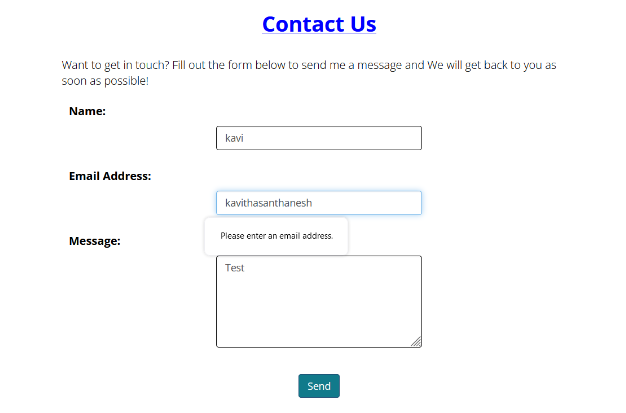 Contact Us
Want to get in touch? Fill out the form below to send me a message and We will get back to you as
soon as possible!
Name:
kavi
Email Address:
kavithasanthanesh
Please enter an email address.
Message:
Test
Send